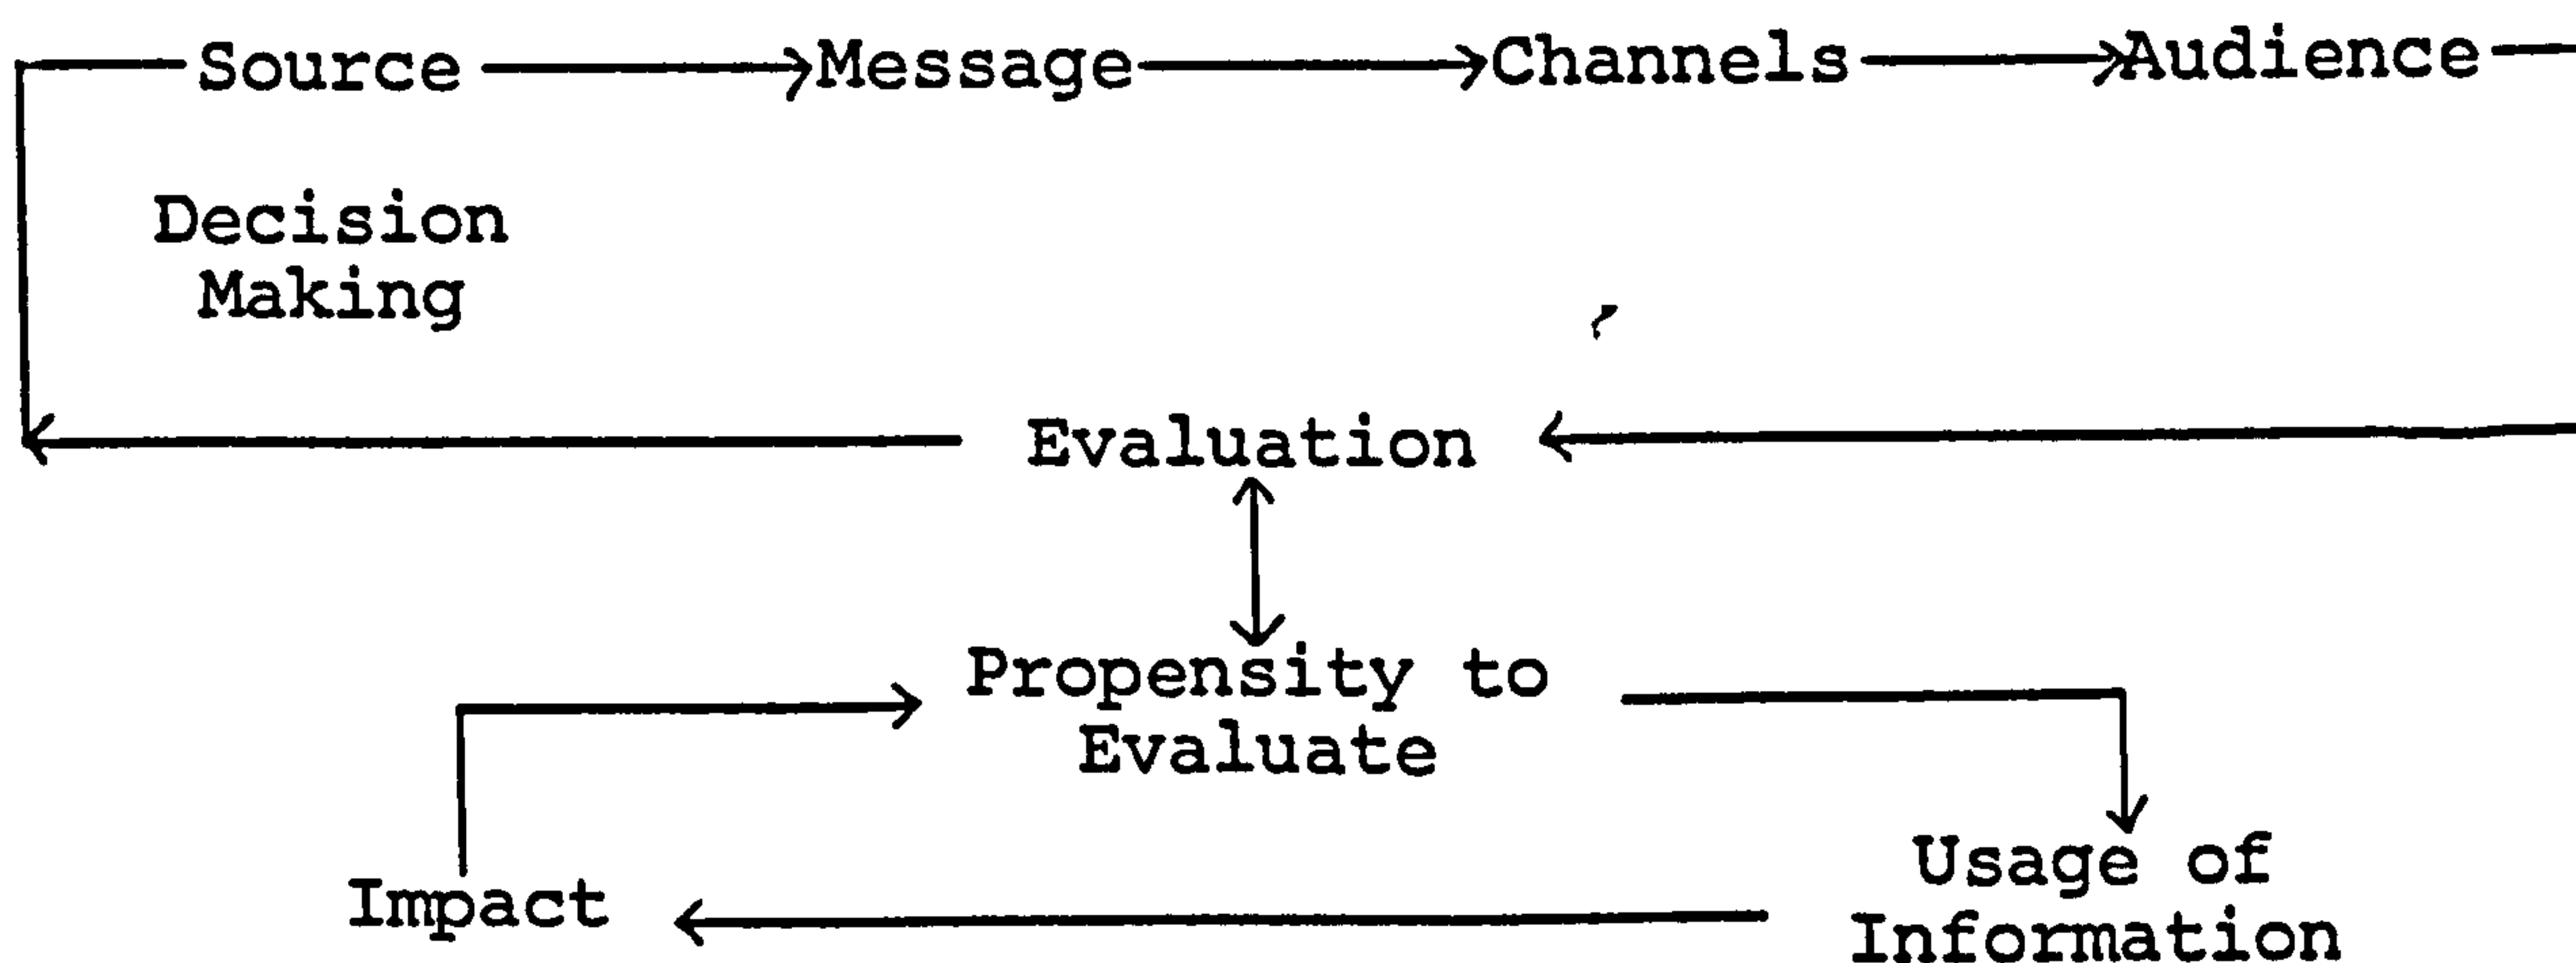 Source Message Channels Audience
Decision
Making
Evaluation
Propensity to
Evaluate
Usage of
Impact
Information